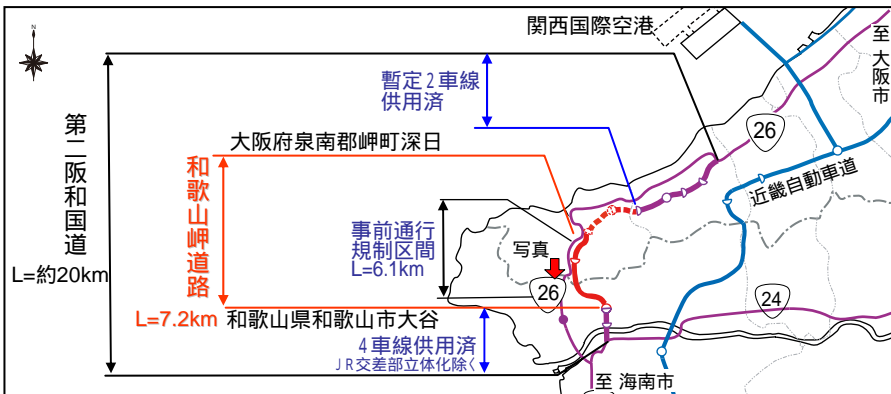 N
関西国際空港
至 大阪市
暫定2車線
供用済
26
第二阪和国道
L=約20km
大阪府泉南郡岬町深日
和歌山岬道路
L=7.2km
近畿自動車道
事前通行
規制区間
L=6.1km
写真
26
24
和歌山県和歌山市大谷
4車線供用済
JR交差部立体化除く
至 海南市